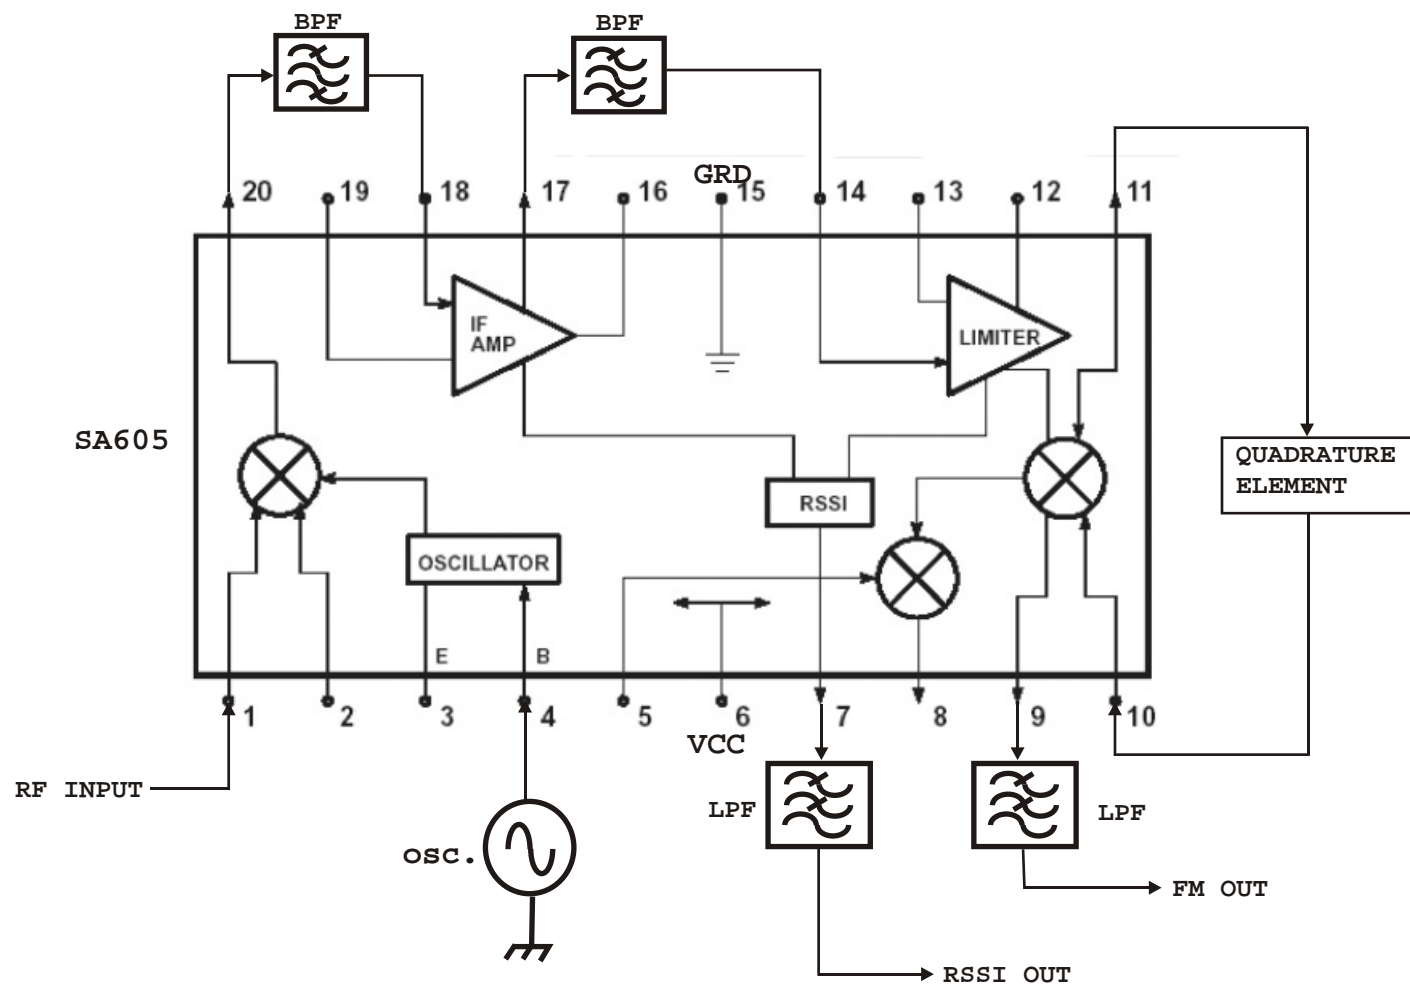 BPF
BPF
GRD
20 19 18 17 16 15 14 13 12 11
IF
AMP
LIMITER
SA605
QUADRATURE
ELEMENT
RSSI
OSCILLATOR
E B
1 2 3 4 5 6 7 8 9 10
VCC
RF INPUT
LPF
LPF
osc.
FM OUT
RSSI OUT